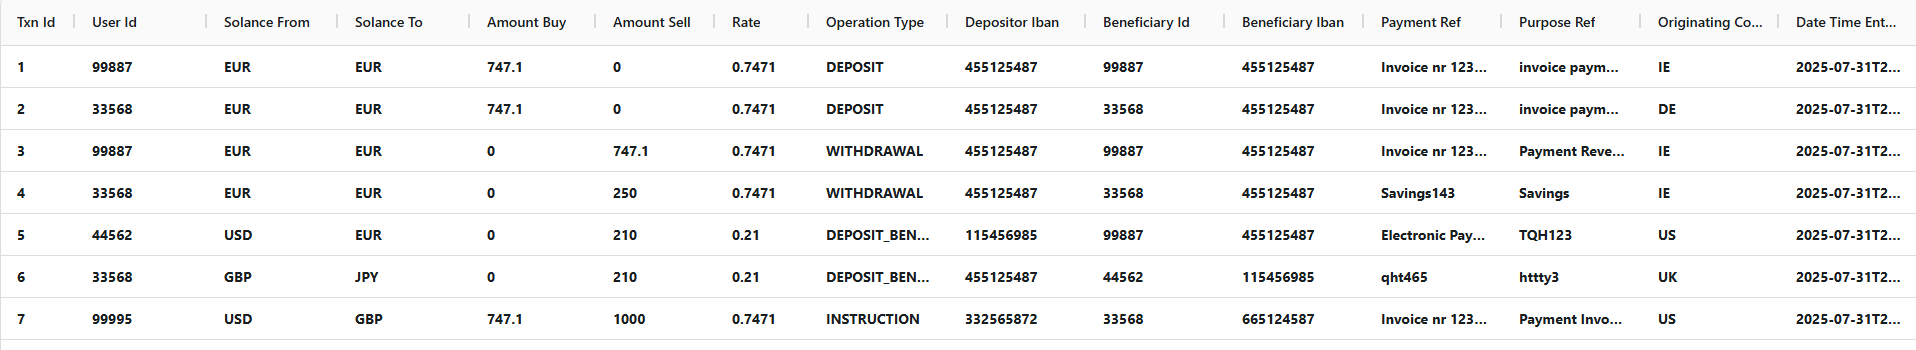 Txn Id User Id Solance From Solance To Amount Buy Amount Sell Rate Operation Type Depositor Iban Beneficiary Id Beneficiary Iban Payment Ref Purpose Ref Originating Co... Date Time Ent...
1 99887 EUR EUR 747.1 0 0.7471 DEPOSIT 455125487 99887 455125487 Invoice nr 123... invoice paym... IE 2025-07-31T2...
2 33568 EUR EUR 747.1 0 0.7471 DEPOSIT 455125487 33568 455125487 Invoice nr 123... invoice paym... DE 2025-07-31T2...
3 99887 EUR EUR 0 747.1 0.7471 WITHDRAWAL 455125487 99887 455125487 Invoice nr 123... Payment Reve... IE 2025-07-31T2...
4 33568 EUR EUR 0 250 0.7471 WITHDRAWAL 455125487 33568 455125487 Savings143 Savings IE 2025-07-31T2...
5 44562 USD EUR 0 210 0.21 DEPOSIT_BEN... 115456985 99887 455125487 Electronic Pay... TQH123 US 2025-07-31T2...
6 33568 GBP JPY 0 210 0.21 DEPOSIT_BEN... 455125487 44562 115456985 qht465 httty3 UK 2025-07-31T2...
7 99995 USD GBP 747.1 1000 0.7471 INSTRUCTION 332565872 33568 665124587 Invoice nr 123... Payment Invo... US 2025-07-31T2...